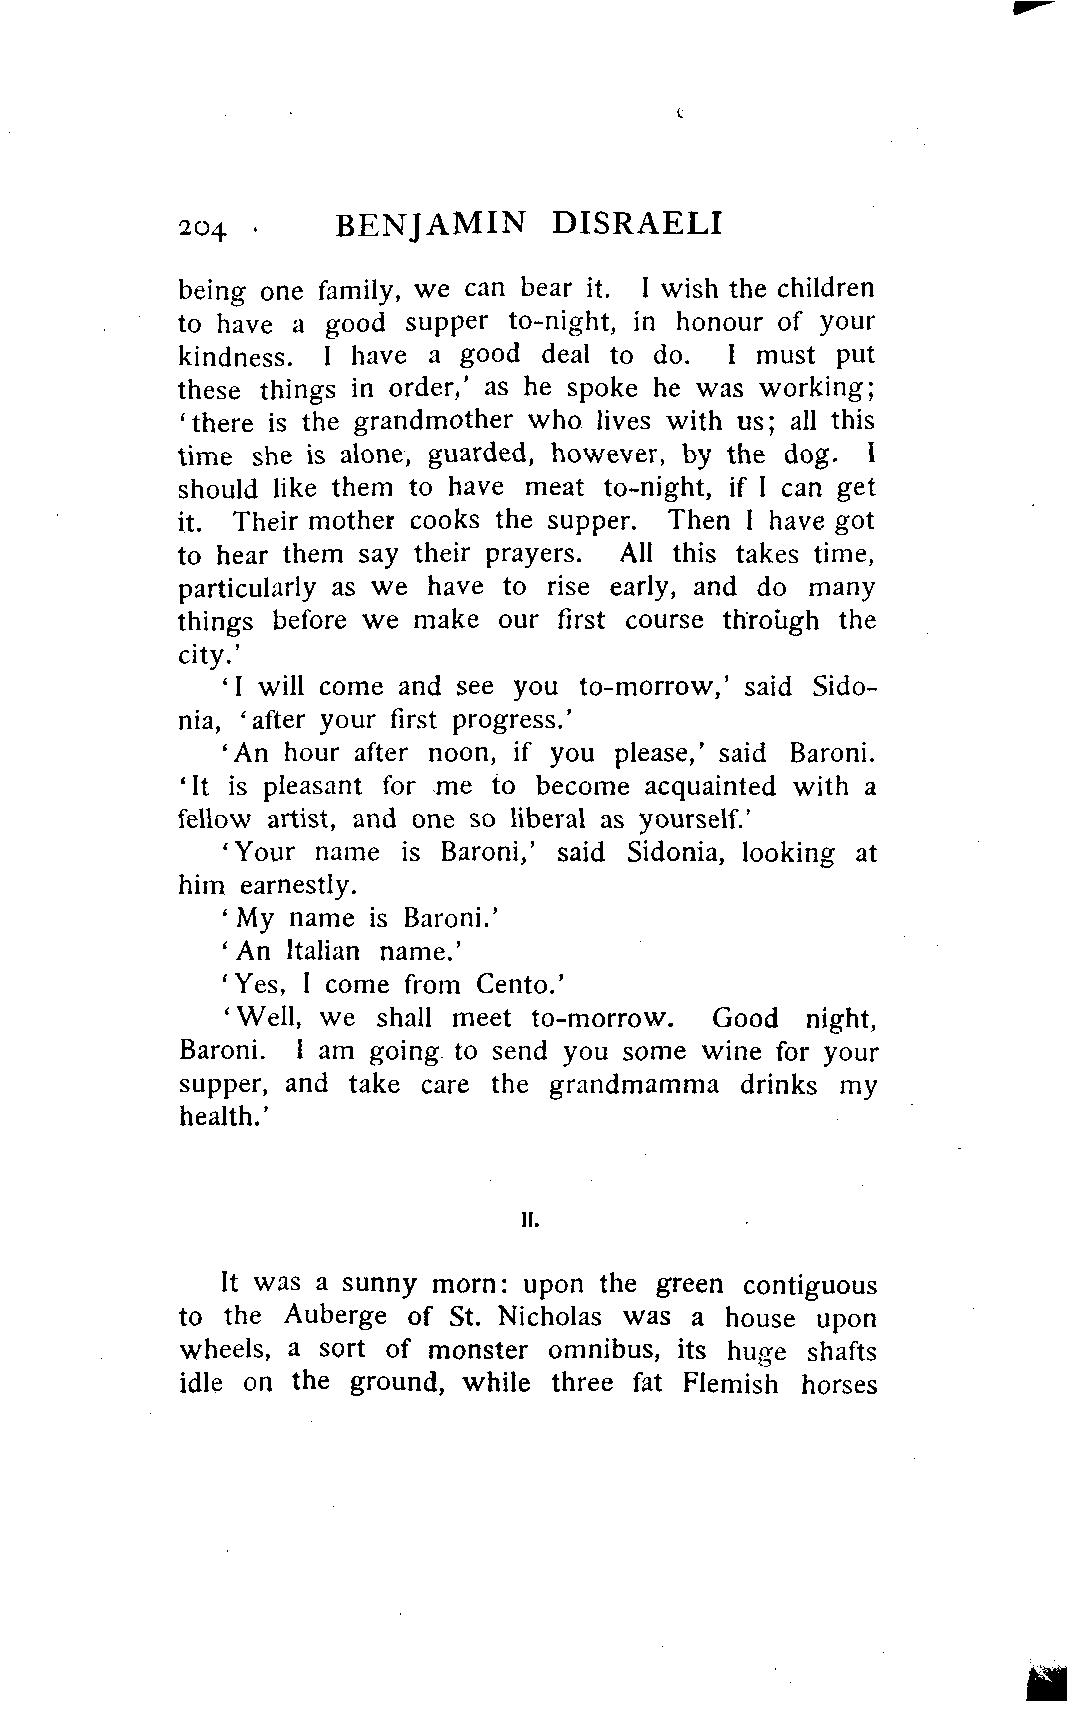 204 BENJAMIN DISRAELI
being one family, we can bear it. I wish the children
to have a good supper to-night, in honour of your
kindness. I have a good deal to do. I must put
these things in order,' as he spoke he was working;
'there is the grandmother who lives with us; all this
time she is alone, guarded, however, by the dog. I
should like them to have meat to-night, if I can get
it. Their mother cooks the supper. Then I have got
to hear them say their prayers. All this takes time,
particularly as we have to rise early, and do many
things before we make our first course through the
city.'
'I will come and see you to-morrow,' said Sido-
nia, 'after your first progress.'
'An hour after noon, if you please,' said Baroni.
'It is pleasant for me to become acquainted with a
fellow artist, and one so liberal as yourself.'
'Your name is Baroni,' said Sidonia, looking at
him earnestly.
'My name is Baroni.'
'An Italian name.'
'Yes, I come from Cento.'
'Well, we shall meet to-morrow. Good night,
Baroni. I am going to send you some wine for your
supper, and take care the grandmamma drinks my
health.'
II.
It was a sunny morn: upon the green contiguous
to the Auberge of St. Nicholas was a house upon
wheels, a sort of monster omnibus, its huge shafts
idle on the ground, while three fat Flemish horses